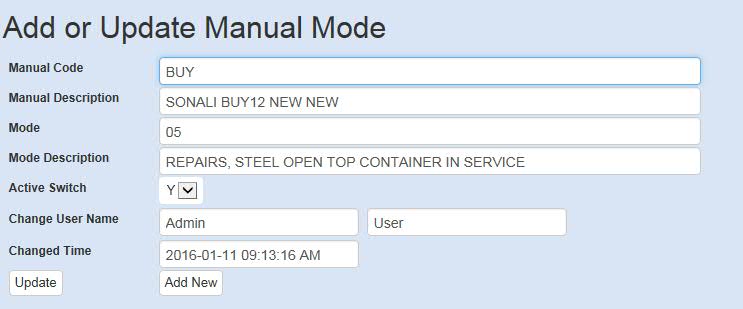 Add or Update Manual Mode
Manual Code BUY
Manual Description SONALI BUY12 NEW NEW
Mode 05
Mode Description REPAIRS, STEEL OPEN TOP CONTAINER IN SERVICE
Active Switch Y
Change User Name Admin User
Changed Time 2016-01-11 09:13:16 AM
Update Add New